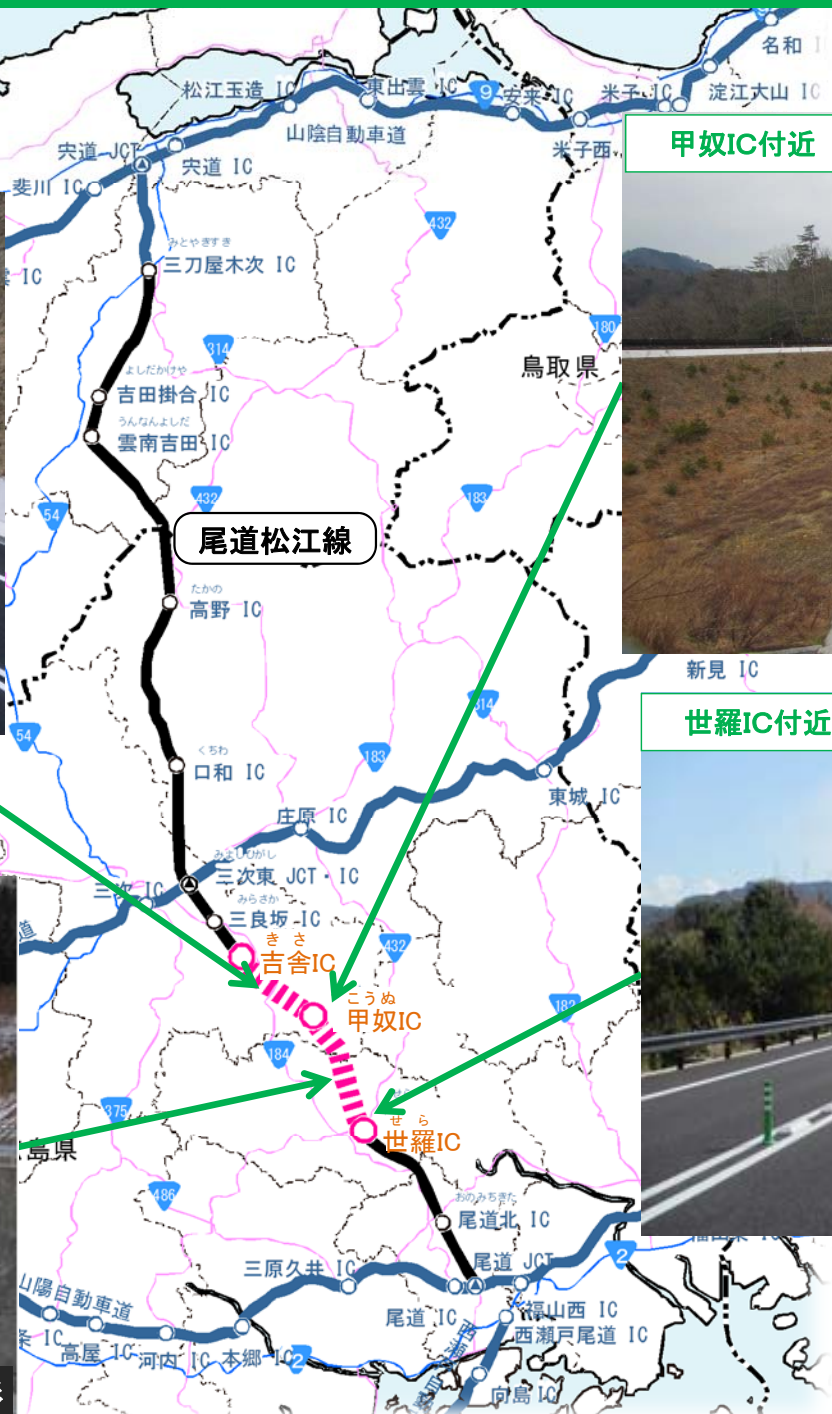 名和 I
松江玉造 IC
東出雲 IC
9
安来 IC
米子 IC
淀江大山 IC
山陰自動車道
宍道 JCT
宍道 IC
米子西
斐川 IC
甲奴IC付近
IC
432
みとやきすき
三刀屋木次 IC
180
314
鳥取県
よしだかけや
吉田掛合 IC
うんなんよしだ
雲南吉田 IC
432
183
54
尾道松江線
たかの
高野 IC
新見 IC
314
世羅IC付近
54
183
くちわ
口和 IC
東城 IC
庄原 IC
みよしひがし
三次東 JCT・IC
三次 IC
みらさか
三良坂 IC
道
きさ
吉舎IC
432
こうぬ
甲奴IC
182
184
375
せら
世羅IC
島県
486
おのみちきた
尾道北 IC
2
三原久井 IC
尾道 JCT
山陽自動車道
尾道 IC
福山西 IC
西瀬戸尾道 IC
IC
高屋 IC
河内 IC
本郷 IC
2
向島 IC